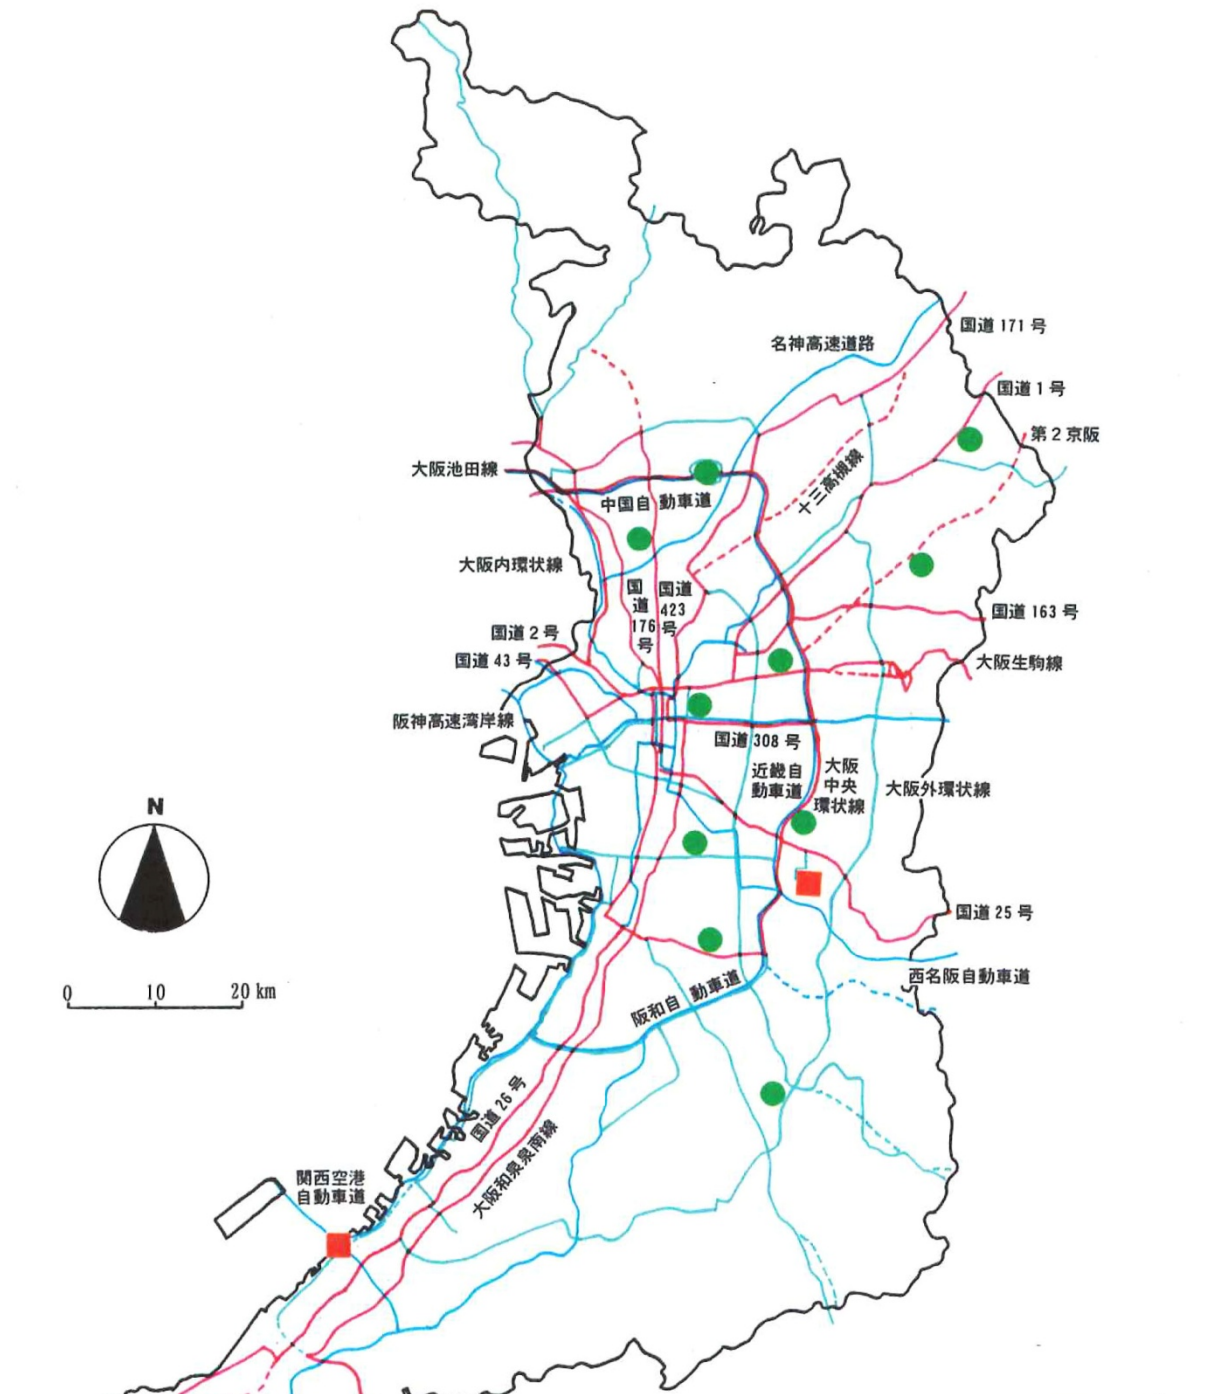 国道 171 号
名神高速道路
国道 1 号
第 2 京阪
大阪池田線
十三高槻線
中国自動車道
大阪内環状線
国道
176
号
国道
423
号
国道 163 号
国道 2 号
国道 43 号
大阪生駒線
阪神高速湾岸線
国道 308 号
近畿自
動車道
大阪
中央
環状線
大阪外環状線
N
国道 25 号
西名阪自動車道
0 10 20 km
阪和自動車道
国道 26 号
大阪和泉泉南線
関西空港
自動車道